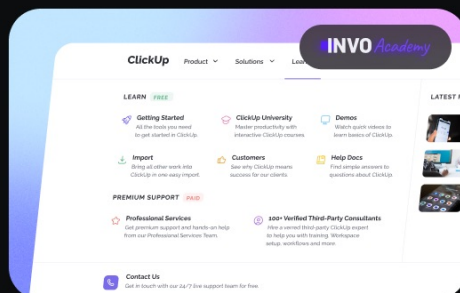 INVO Academy
ClickUp Product Solutions Lea
LEARN FREE
LATEST F
Getting Started
All the tools you need
to get started in ClickUp.
ClickUp University
Master productivity with
interactive ClickUp courses.
Demos
Watch quick videos to
learn basics of ClickUp.
Import
Bring all other work into
ClickUp in one easy import.
Customers
See why ClickUp means
success for our clients.
Help Docs
Find simple answers to
questions about ClickUp.
PREMIUM SUPPORT PAID
Professional Services
Get premium support and hands-on help
from our Professional Services Team.
100+ Verified Third-Party Consultants
Hire a verified third-party ClickUp expert
to help you with training, Workspace
setup, workflows and more.
Contact Us
Get in touch with our 24/7 live support team for free.